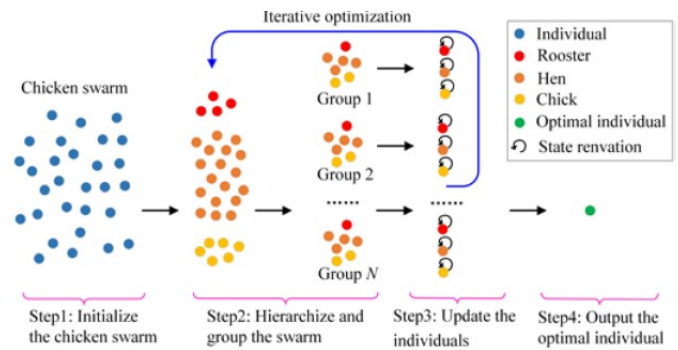 Iterative optimization
Chicken swarm
Group 1
Group 2
......
......
Group N
Individual
Rooster
Hen
Chick
Optimal individual
State renvation
Step1: Initialize
the chicken swarm
Step2: Hierarchize and
group the swarm
Step3: Update the
individuals
Step4: Output the
optimal individual